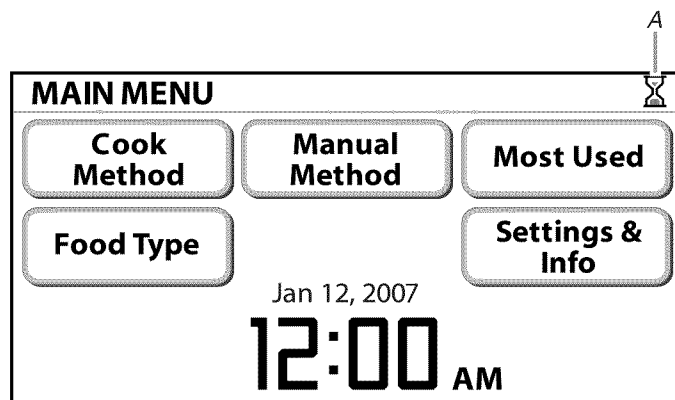 A
MAIN MENU
Cook
Method
Manual
Method
Most Used
Food Type
Settings &
Info
Jan 12, 2007
12:00 AM